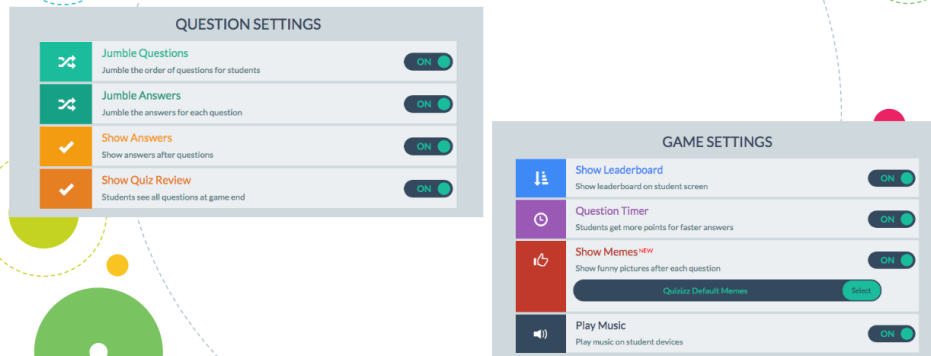 QUESTION SETTINGS
Jumble Questions
Jumble the order of questions for students
ON
Jumble Answers
Jumble the answers for each question
ON
Show Answers
Show answers after questions
ON
Show Quiz Review
Students see all questions at game end
ON
GAME SETTINGS
Show Leaderboard
Show leaderboard on student screen
ON
Question Timer
Students get more points for faster answers
ON
Show Memes NEW
Show funny pictures after each question
ON
Quizizz Default Memes
Select
Play Music
Play music on student devices
ON